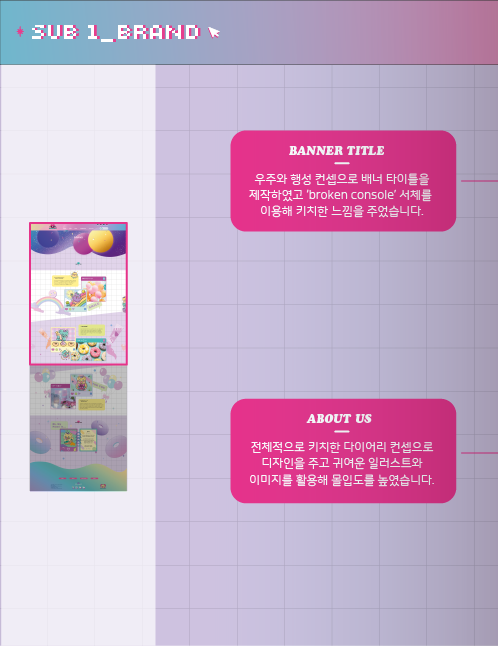 SUB 1_BRAND
BANNER TITLE
우주와 행성 컨셉으로 배너 타이틀을
제작하였고 'broken console' 서체를
이용해 키치한 느낌을 주었습니다.
ABOUT US
전체적으로 키치한 다이어리 컨셉으로
디자인을 주고 귀여운 일러스트와
이미지를 활용해 몰입도를 높였습니다.